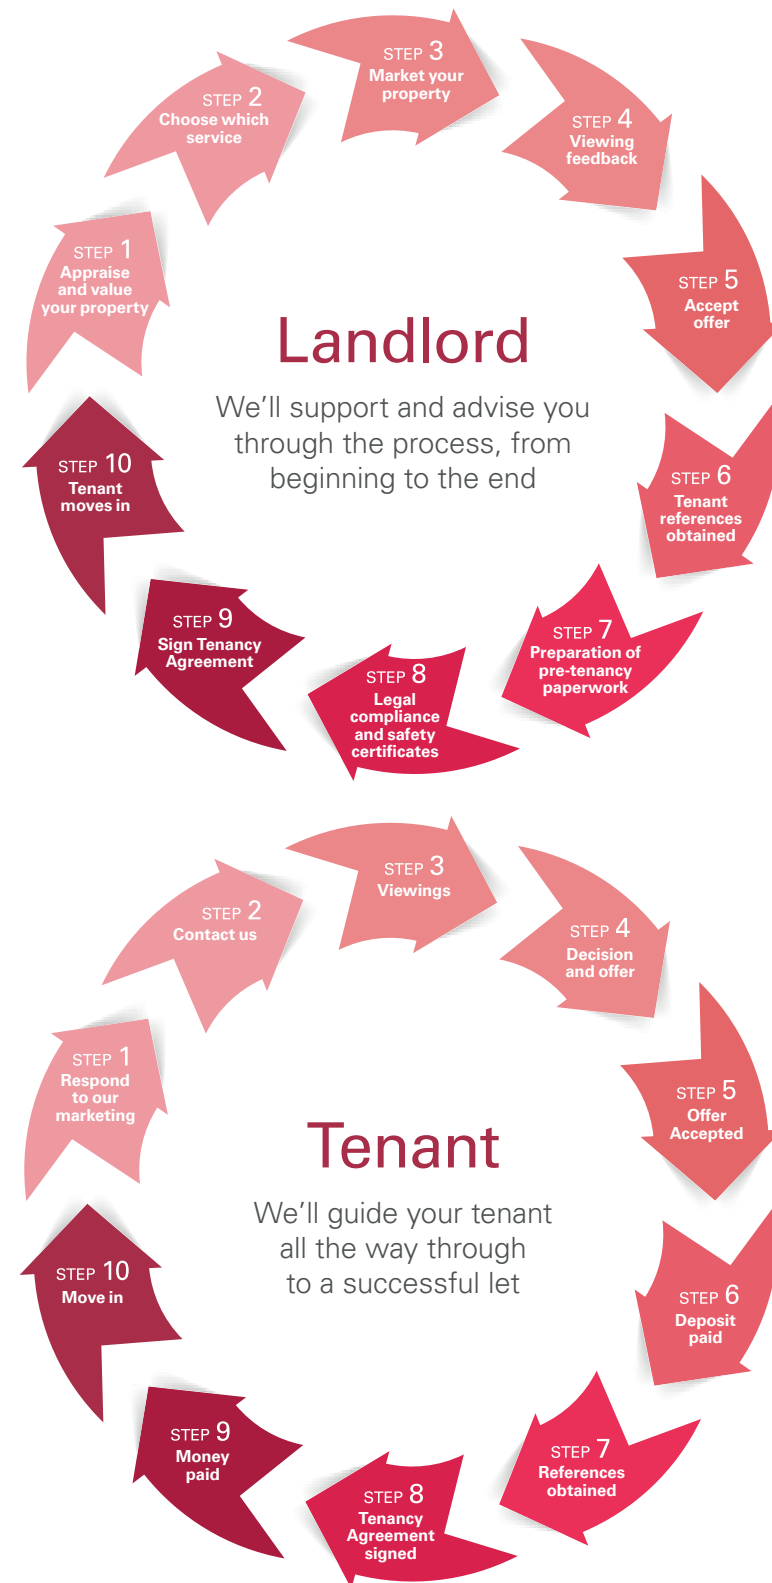 STEP 1
Appraise
and value
your property
STEP 2
Choose which
service
STEP 3
Market your
property
STEP 4
Viewing
feedback
STEP 5
Accept
offer
STEP 6
Tenant
references
obtained
STEP 7
Preparation of
pre-tenancy
paperwork
STEP 8
Legal
compliance
and safety
certificates
STEP 9
Sign Tenancy
Agreement
STEP 10
Tenant
moves in
Landlord
We'll support and advise you
through the process, from
beginning to the end
STEP 1
Respond
to our
marketing
STEP 2
Contact us
STEP 3
Viewings
STEP 4
Decision
and offer
STEP 5
Offer
Accepted
STEP 6
Deposit
paid
STEP 7
References
obtained
STEP 8
Tenancy
Agreement
signed
STEP 9
Money
paid
STEP 10
Move in
Tenant
We'll guide your tenant
all the way through
to a successful let